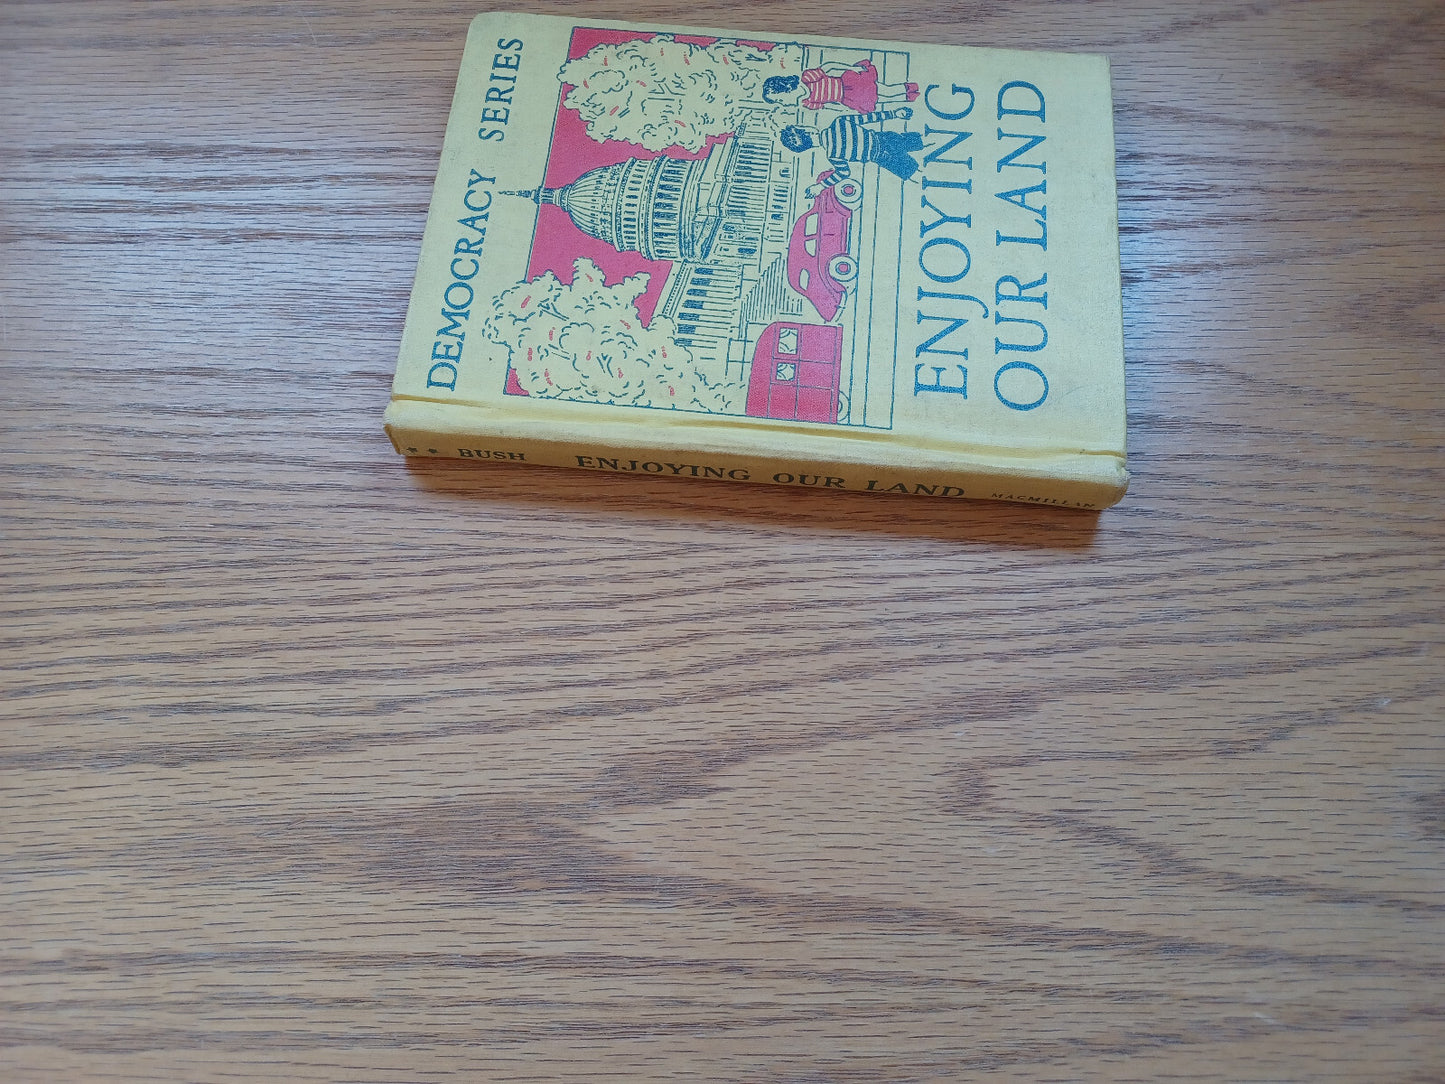 DEMOCRACY SERIES
ENJOYING
OUR LAND
** BUSH ENJOYING OUR LAND MACMILLAN